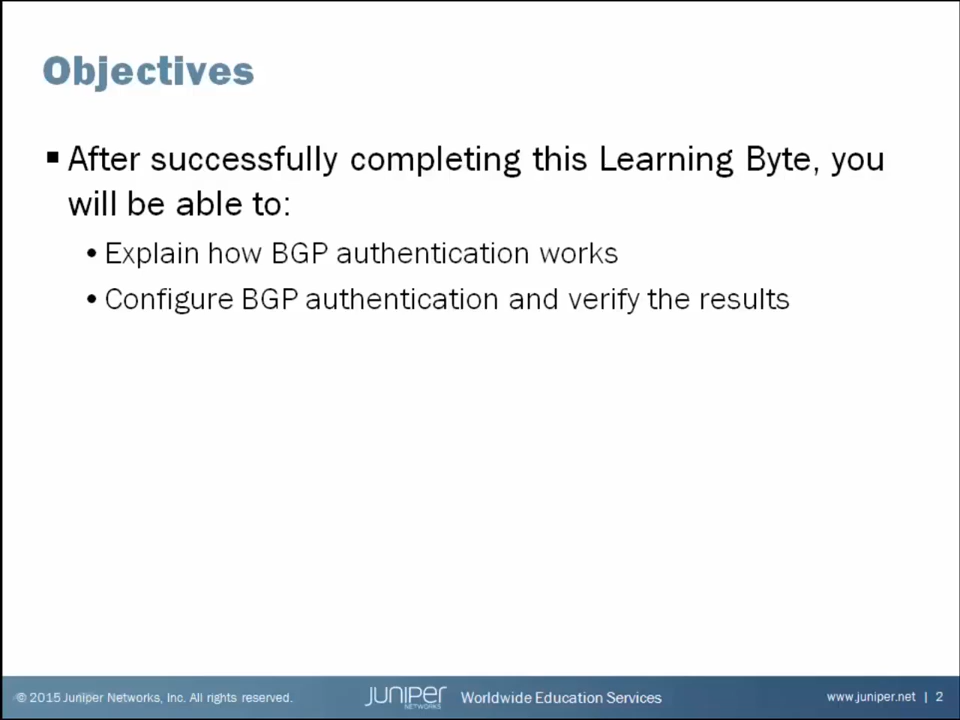 Objectives
▪ After successfully completing this Learning Byte, you
will be able to:
• Explain how BGP authentication works
• Configure BGP authentication and verify the results
© 2015 Juniper Networks, Inc. All rights reserved. JUNIPER NETWORKS Worldwide Education Services www.juniper.net | 2